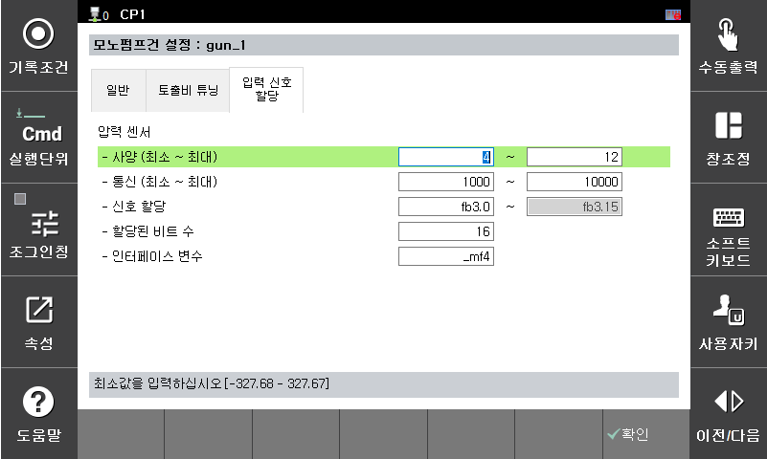 0 CP1
기록조건
Cmd
실행단위
조그인칭
속성
도움말
모노펌프건 설정 : gun_1
일반
토출비 튜닝
입력 신호
할당
압력 센서
- 사양 (최소 ~ 최대) 4 ~ 12
- 통신 (최소 ~ 최대) 1000 ~ 10000
- 신호 할당 fb3.0 ~ fb3.15
- 할당된 비트 수 16
- 인터페이스 변수 _mf4
최소값을 입력하십시오[-327.68 - 327.67]
확인
수동출력
창조정
소프트
키보드
U
사용자키
이전/다음